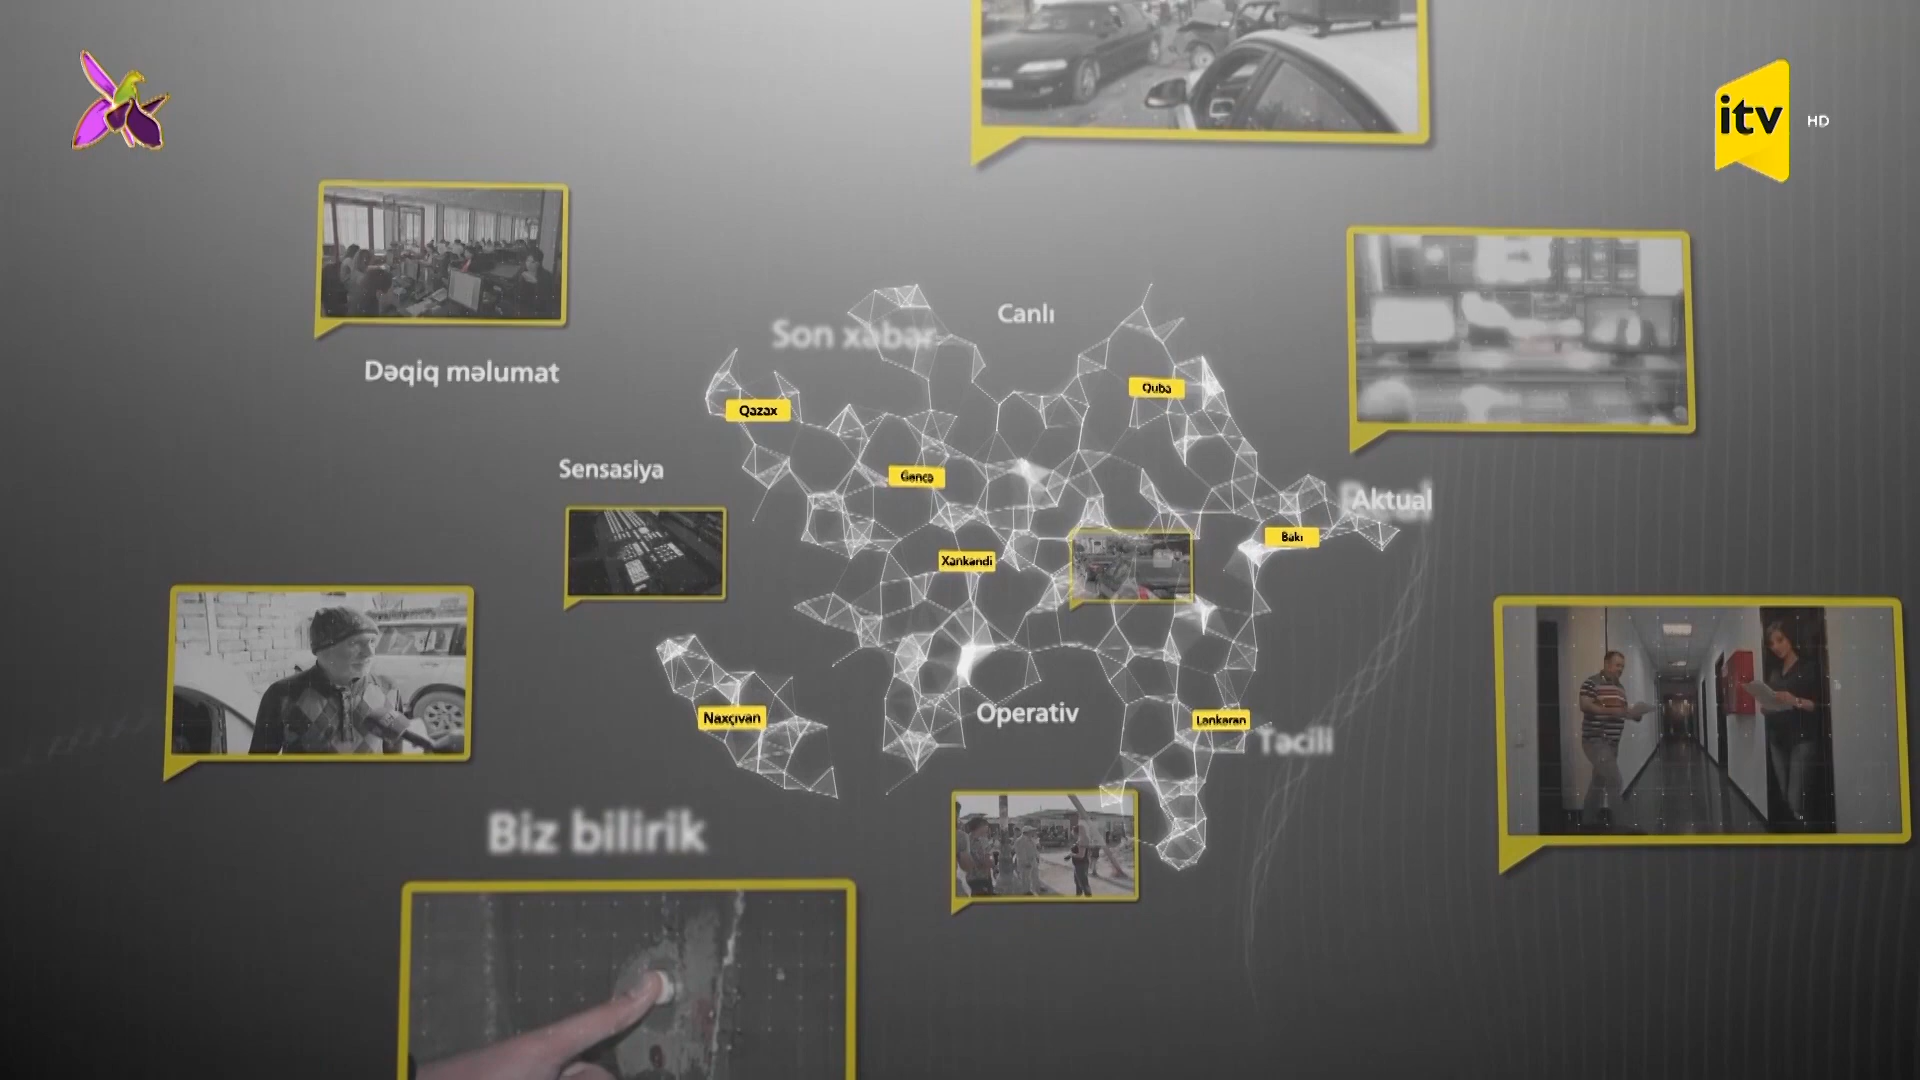 itv
HD
Canlı
Son xəbər
Dəqiq məlumat
Quba
Qazax
Sensasiya
Gəncə
Aktual
Bakı
Xankəndi
Naxçıvan
Operativ
Lənkəran
Təcili
Biz bilirik